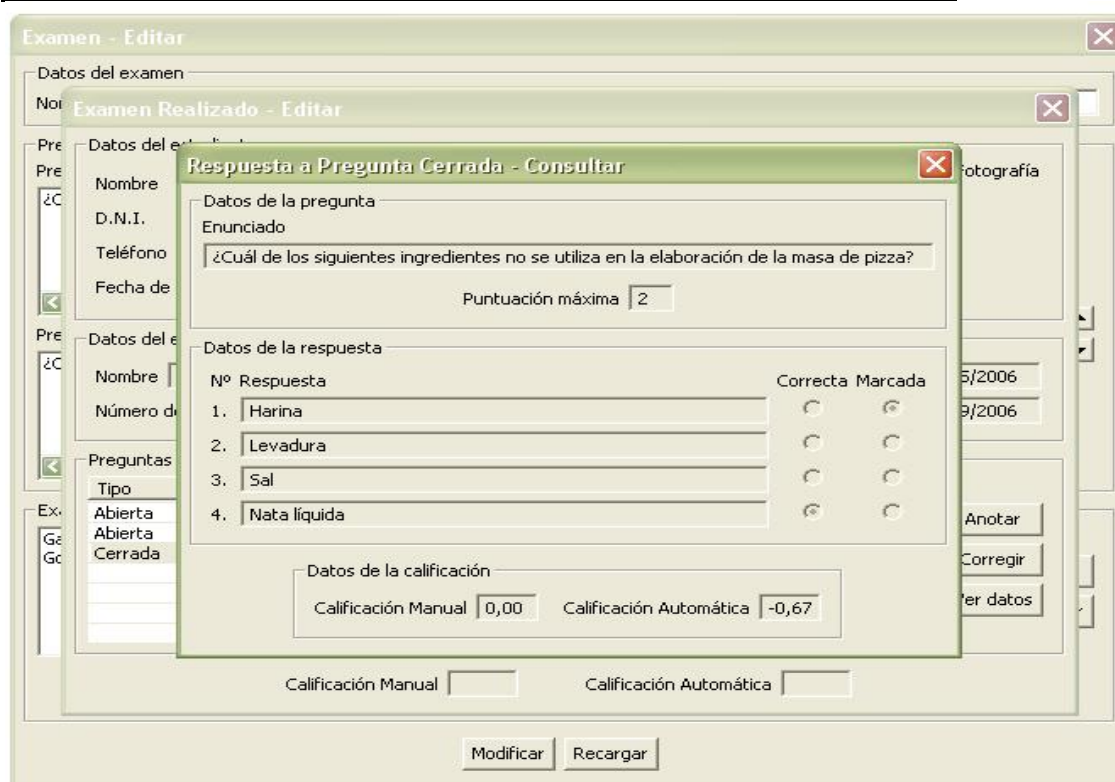 Examen - Editar
Datos del examen
Examen Realizado - Editar
Respuesta a Pregunta Cerrada - Consultar
Datos de la pregunta
Enunciado
¿Cuál de los siguientes ingredientes no se utiliza en la elaboración de la masa de pizza?
Puntuación máxima 2
Datos de la respuesta
Nº Respuesta Correcta Marcada
1. Harina
2. Levadura
3. Sal
4. Nata líquida
Datos de la calificación
Calificación Manual 0,00 Calificación Automática -0,67
Datos del
Nombre
D.N.I.
Teléfono
Fecha de
Datos del
Nombre 5/2006
Número 9/2006
Preguntas
Tipo
Abierta
Abierta
Cerrada
Anotar
Corregir
er datos
Calificación Manual Calificación Automática
Modificar Recargar